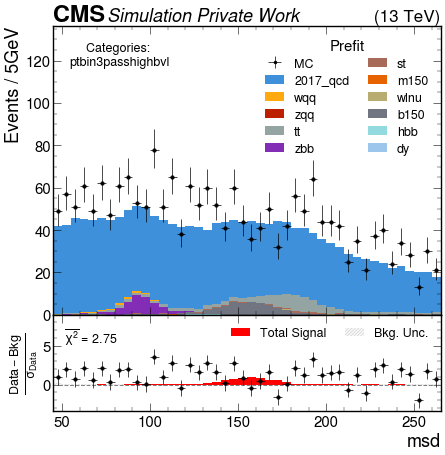 CMS Simulation Private Work (13 TeV)
Events / 5GeV
Categories:
ptbin3passhighbvl
Prefit
MC
2017_qcd
wqq
zqq
tt
zbb
st
m150
wlnu
b150
hbb
dy
120
100
80
60
40
20
0
χ² = 2.75
Total Signal
Bkg. Unc.
Data − Bkg
σData
5
0
50 100 150 200 250
msd